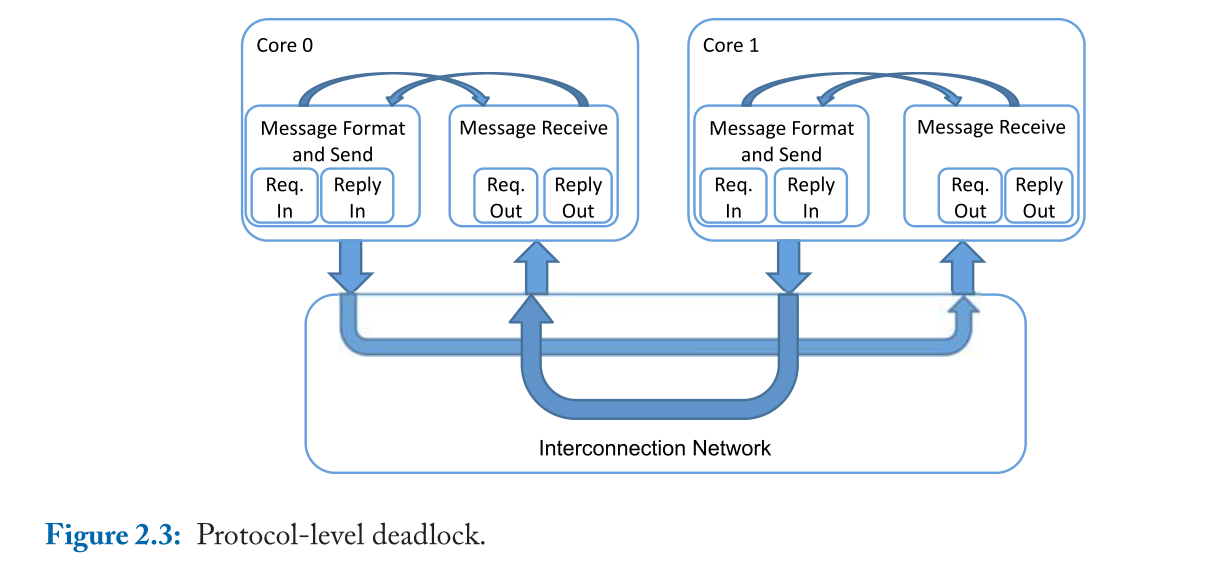 Core 0
Message Format
and Send
Req.
In
Reply
In
Message Receive
Req.
Out
Reply
Out
Core 1
Message Format
and Send
Req.
In
Reply
In
Message Receive
Req.
Out
Reply
Out
Interconnection Network
Figure 2.3: Protocol-level deadlock.